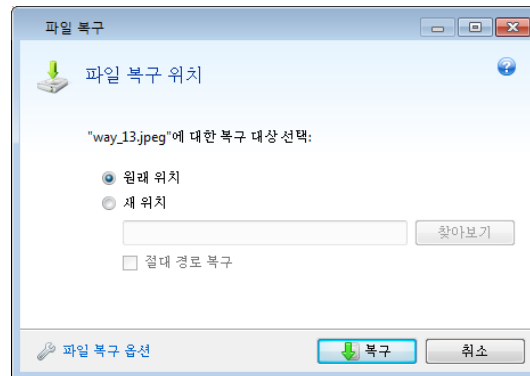 파일 복구
파일 복구 위치
"way_13.jpeg"에 대한 복구 대상 선택:
원래 위치
새 위치
찾아보기
절대 경로 복구
파일 복구 옵션
복구
취소